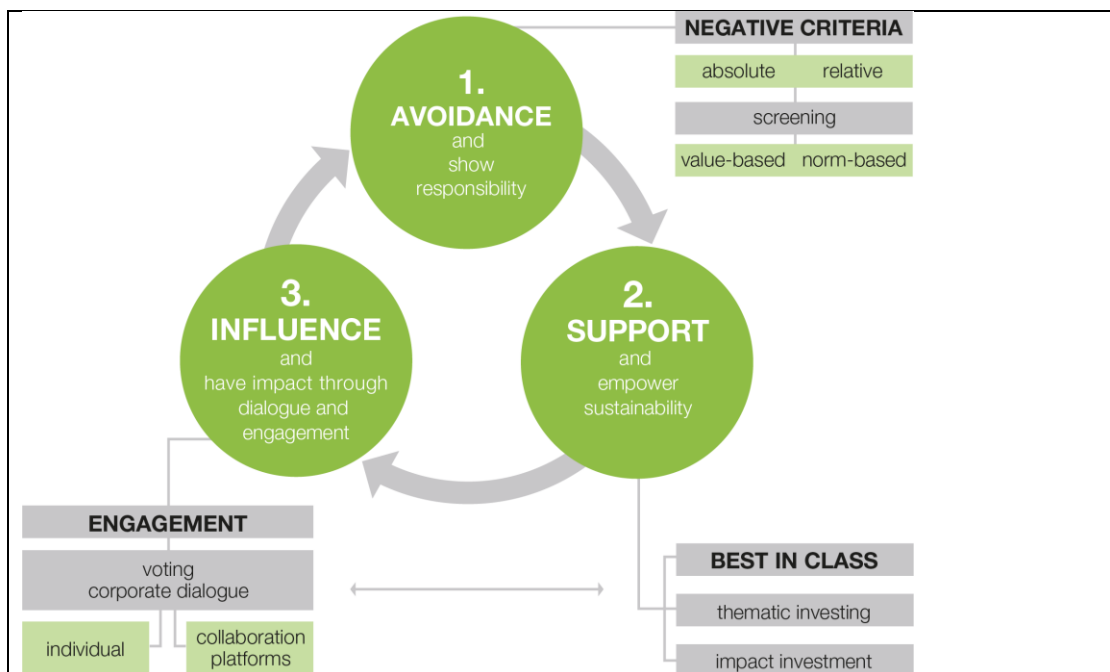 1.
AVOIDANCE
and
show
responsibility
NEGATIVE CRITERIA
absolute relative
screening
value-based norm-based
2.
SUPPORT
and
empower
sustainability
3.
INFLUENCE
and
have impact through
dialogue and
engagement
ENGAGEMENT
voting
corporate dialogue
individual
collaboration
platforms
BEST IN CLASS
thematic investing
impact investment